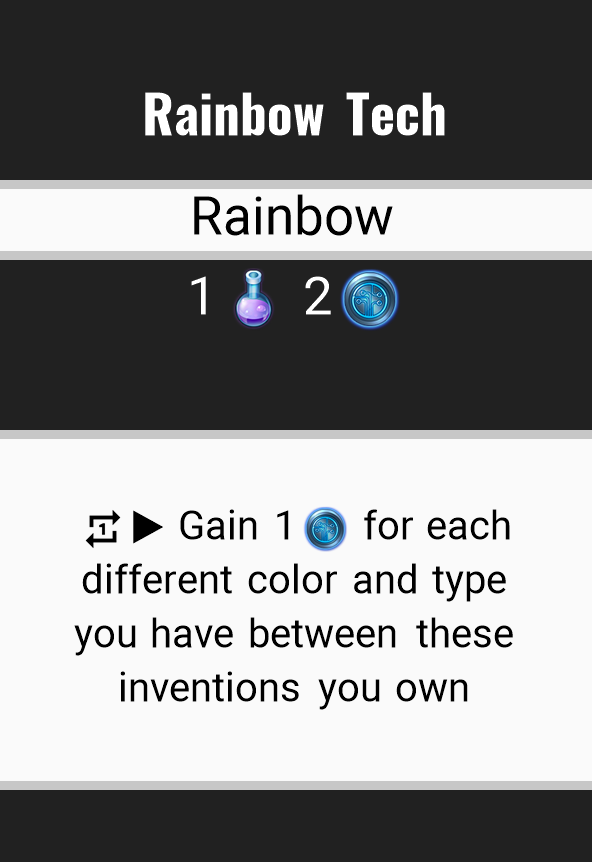 Rainbow Tech
Rainbow
1 2
1 Gain 1 for each
different color and type
you have between these
inventions you own